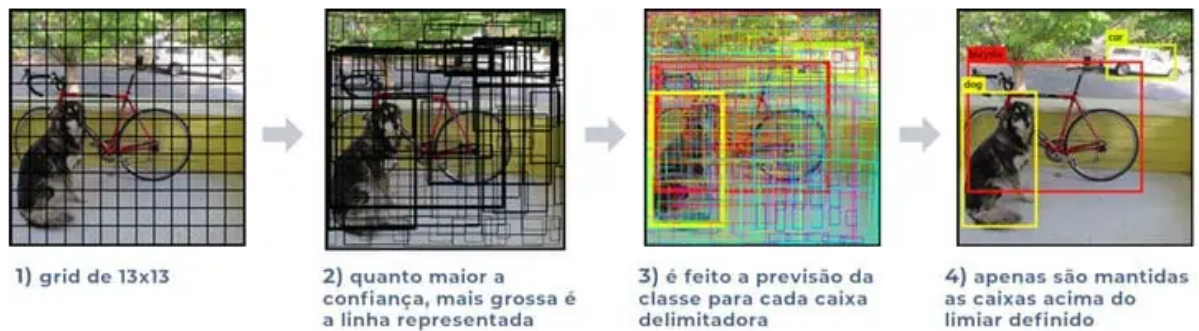 1) grid de 13x13
2) quanto maior a
confiança, mais grossa é
a linha representada
3) é feito a previsão da
classe para cada caixa
delimitadora
4) apenas são mantidas
as caixas acima do
limiar definido
car
bicycle
dog